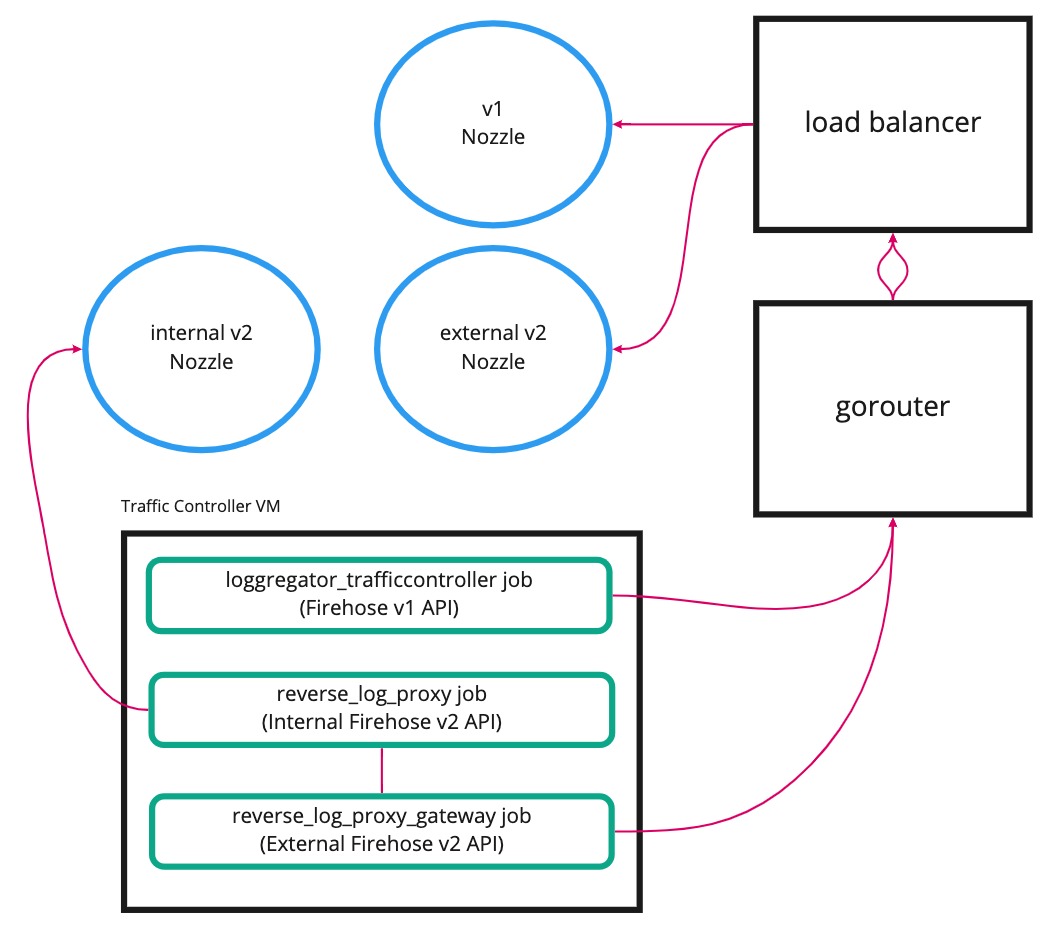 v1
Nozzle
load balancer
internal v2
Nozzle
external v2
Nozzle
gorouter
Traffic Controller VM
loggregator_trafficcontroller job
(Firehose v1 API)
reverse_log_proxy job
(Internal Firehose v2 API)
reverse_log_proxy_gateway job
(External Firehose v2 API)